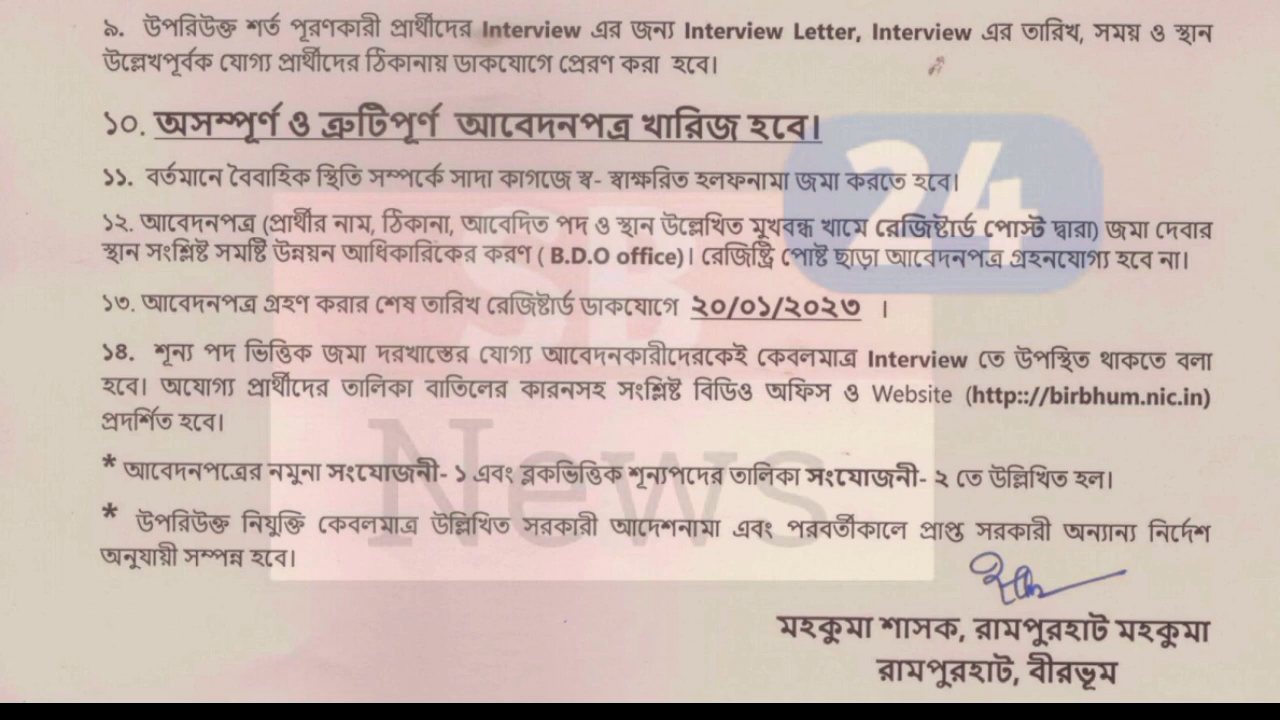 ৯. উপরিউক্ত শর্ত পূরণকারী প্রার্থীদের Interview এর জন্য Interview Letter, Interview এর তারিখ, সময় ও স্থান
উল্লেখপূর্বক যোগ্য প্রার্থীদের ঠিকানায় ডাকযোগে প্রেরণ করা হবে।
১০. অসম্পূর্ণ ও ত্রুটিপূর্ণ আবেদনপত্র খারিজ হবে।
১১. বর্তমানে বৈবাহিক স্থিতি সম্পর্কে সাদা কাগজে স্ব- স্বাক্ষরিত হলফনামা জমা করতে হবে।
24
১২. আবেদনপত্র (প্রার্থীর নাম, ঠিকানা, আবেদিত পদ ও স্থান উল্লেখিত মুখবন্ধ খামে রেজিষ্টার্ড পোস্ট দ্বারা) জমা দেবার
স্থান সংশ্লিষ্ট সমষ্টি উন্নয়ন আধিকারিকের করণ ( B.D.O office)। রেজিষ্ট্রি পোষ্ট ছাড়া আবেদনপত্র গ্রহনযোগ্য হবে না।
SB
১৩. আবেদনপত্র গ্রহণ করার শেষ তারিখ রেজিষ্টার্ড ডাকযোগে ২০/০১/২০২৩ ।
১৪. শূন্য পদ ভিত্তিক জমা দরখাস্তের যোগ্য আবেদনকারীদেরকেই কেবলমাত্র Interview তে উপস্থিত থাকতে বলা
হবে। অযোগ্য প্রার্থীদের তালিকা বাতিলের কারনসহ সংশ্লিষ্ট বিডিও অফিস ও Website (http:://birbhum.nic.in)
প্রদর্শিত হবে।
News
* আবেদনপত্রের নমুনা সংযোজনী- ১ এবং ব্লকভিত্তিক শূন্যপদের তালিকা সংযোজনী- ২ তে উল্লিখিত হল।
* উপরিউক্ত নিযুক্তি কেবলমাত্র উল্লিখিত সরকারী আদেশনামা এবং পরবর্তীকালে প্রাপ্ত সরকারী অন্যান্য নির্দেশ
অনুযায়ী সম্পন্ন হবে।
মহকুমা শাসক, রামপুরহাট মহকুমা
রামপুরহাট, বীরভূম